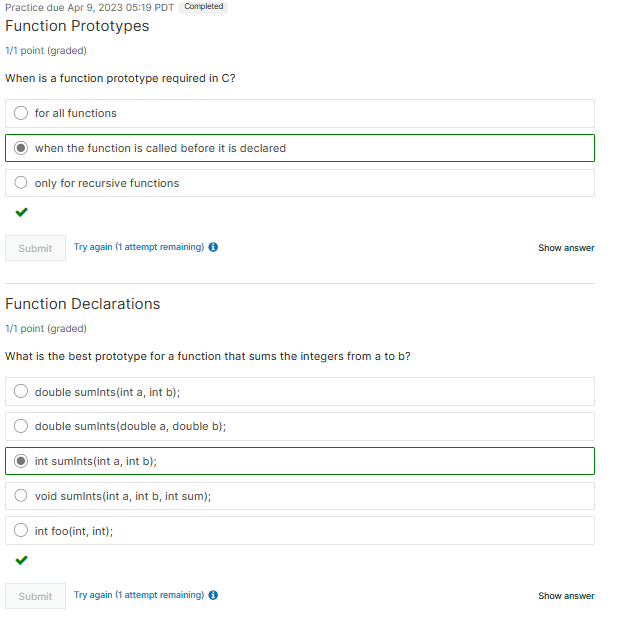 Practice due Apr 9, 2023 05:19 PDT Completed
Function Prototypes
1/1 point (graded)
When is a function prototype required in C?
for all functions
when the function is called before it is declared
only for recursive functions
Submit Try again (1 attempt remaining) Show answer
Function Declarations
1/1 point (graded)
What is the best prototype for a function that sums the integers from a to b?
double sumInts(int a, int b);
double sumInts(double a, double b);
int sumInts(int a, int b);
void sumInts(int a, int b, int sum);
int foo(int, int);
Submit Try again (1 attempt remaining) Show answer